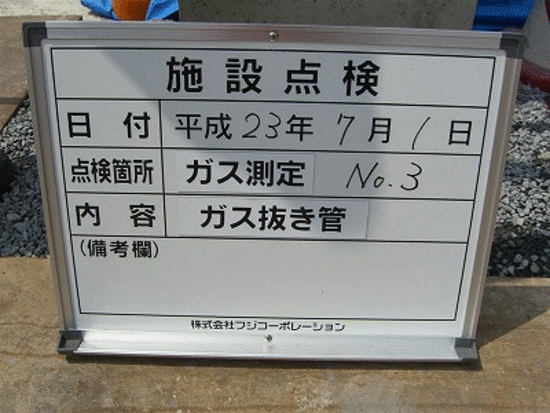 施設点検
日付 平成23年7月1日
点検箇所 ガス測定 No.3
内容 ガス抜き管
(備考欄)
株式会社フジコーポレーション